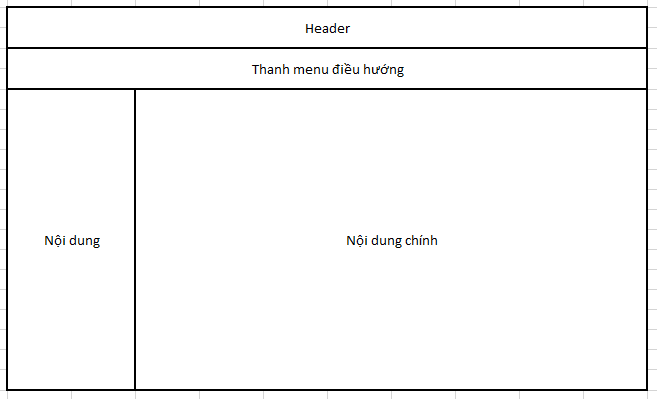 Header
Thanh menu điều hướng
Nội dung
Nội dung chính